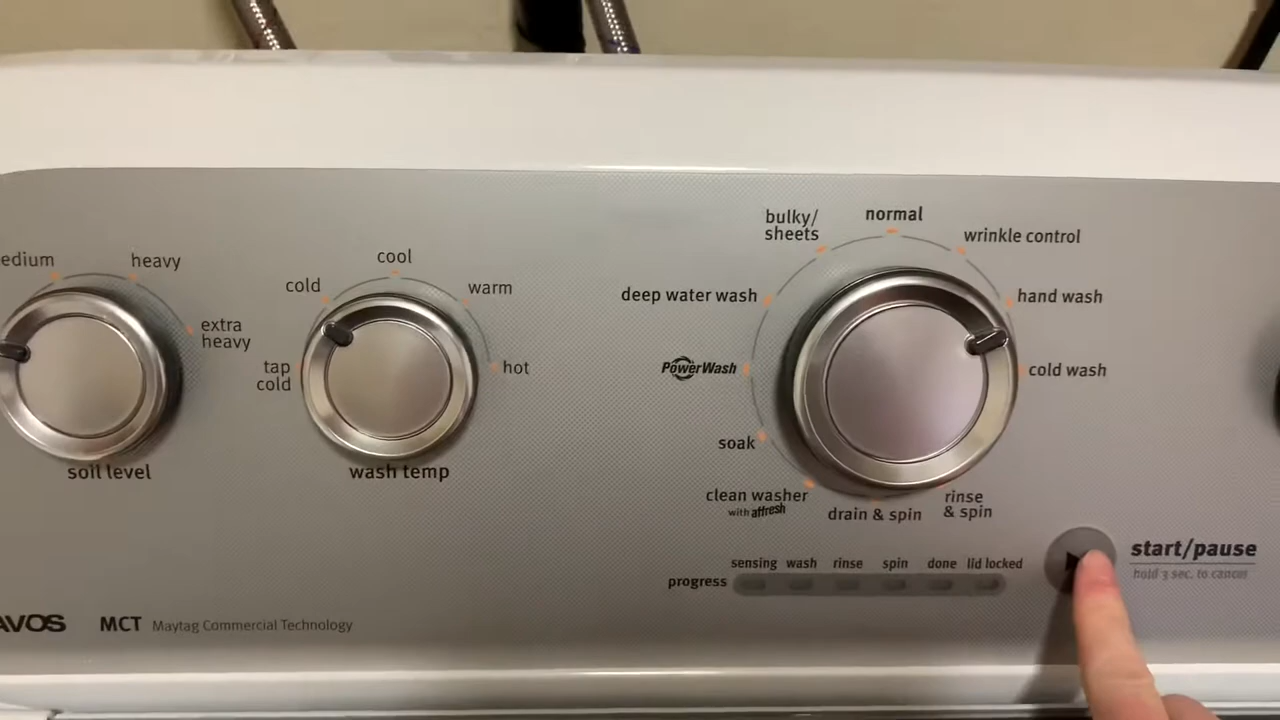 edium
heavy
extra
heavy
soil level
cool
cold
warm
tap
cold
hot
wash temp
bulky/
sheets
normal
wrinkle control
deep water wash
hand wash
PowerWash
cold wash
soak
clean washer
with affresh
drain & spin
rinse
& spin
start/pause
hold 3 sec. to cancel
sensing wash rinse spin done lid locked
progress
AVOS MCT Maytag Commercial Technology